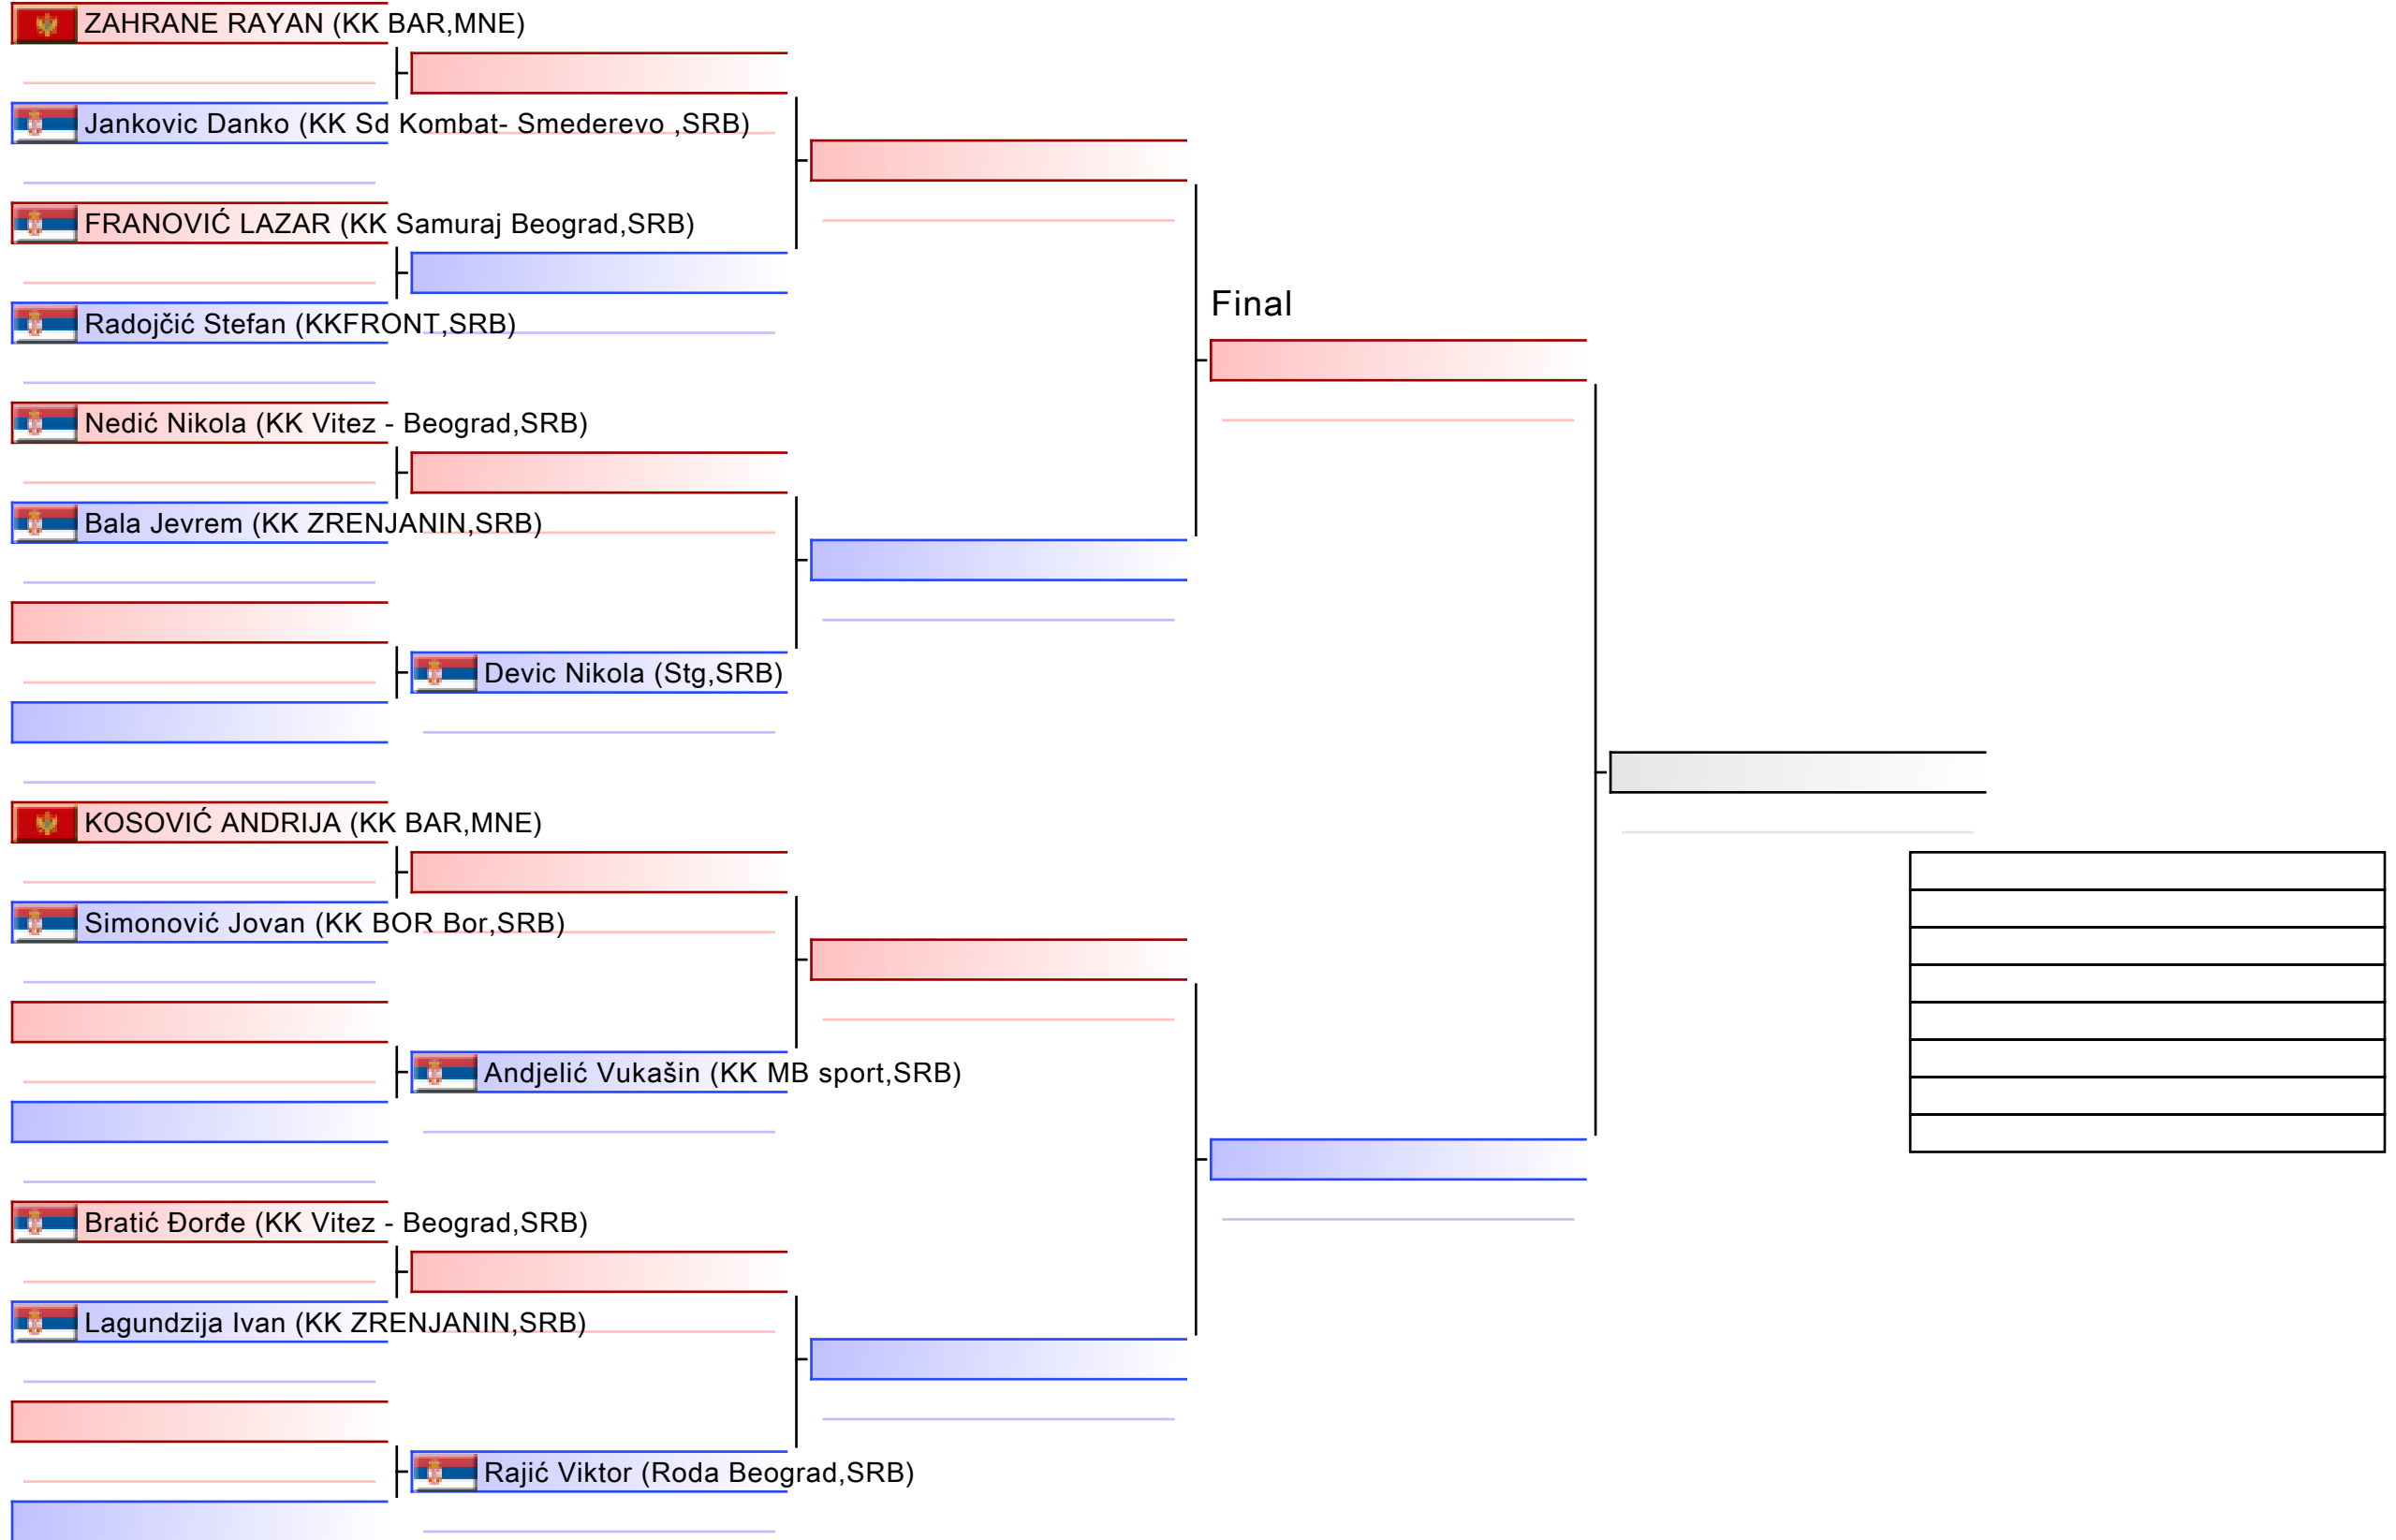 ZAHRANE RAYAN (KK BAR,MNE)
Jankovic Danko (KK Sd Kombat- Smederevo ,SRB)
FRANOVIĆ LAZAR (KK Samuraj Beograd,SRB)
Final
Radojčić Stefan (KKFRONT,SRB)
Nedić Nikola (KK Vitez - Beograd,SRB)
Bala Jevrem (KK ZRENJANIN,SRB)
Devic Nikola (Stg,SRB)
KOSOVIĆ ANDRIJA (KK BAR,MNE)
Simonović Jovan (KK BOR Bor,SRB)
Andjelić Vukašin (KK MB sport,SRB)
Bratić Đorđe (KK Vitez - Beograd,SRB)
Lagundzija Ivan (KK ZRENJANIN,SRB)
Rajić Viktor (Roda Beograd,SRB)